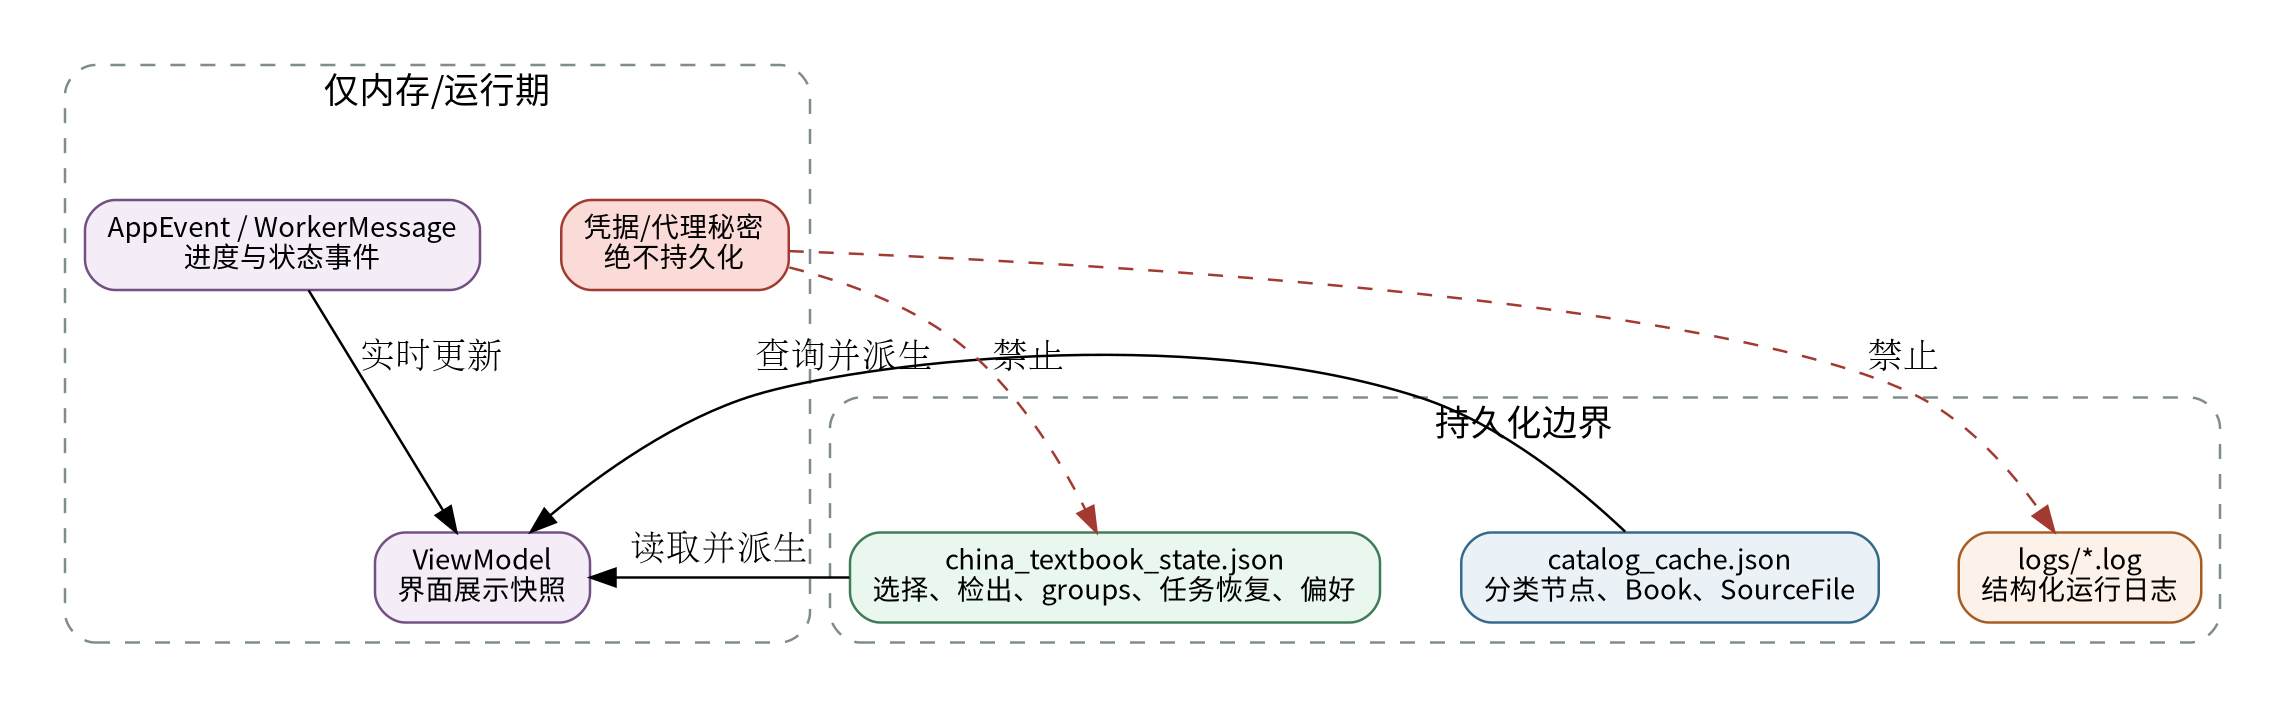 仅内存/运行期
AppEvent / WorkerMessage
进度与状态事件
凭据/代理秘密
绝不持久化
实时更新
查询并派生
禁止
禁止
持久化边界
读取并派生
ViewModel
界面展示快照
china_textbook_state.json
选择、检出、groups、任务恢复、偏好
catalog_cache.json
分类节点、Book、SourceFile
logs/*.log
结构化运行日志